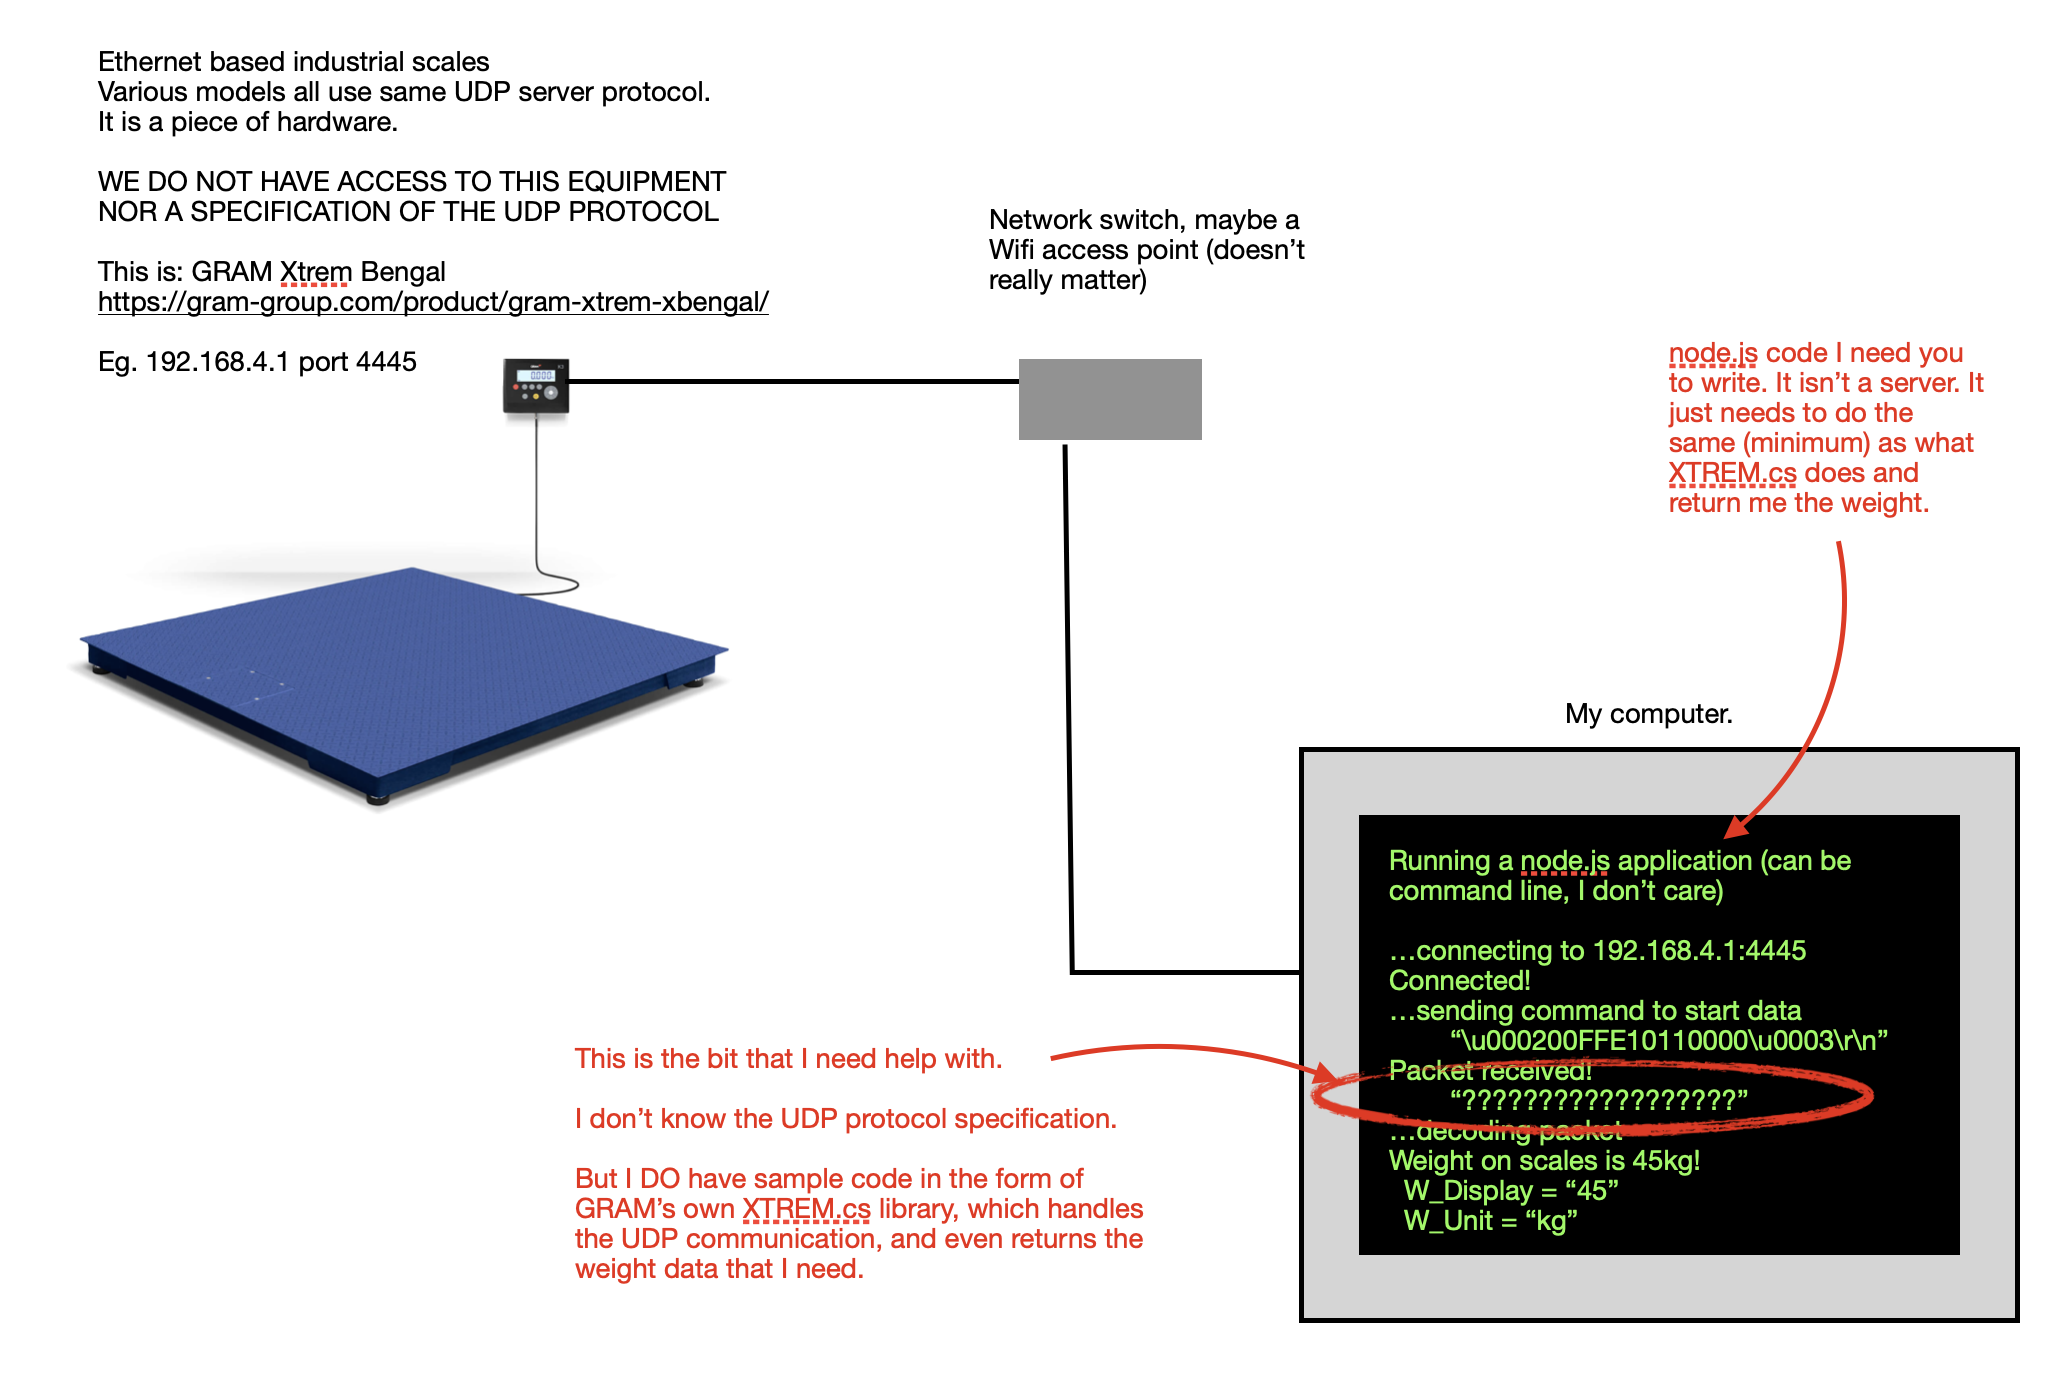 Ethernet based industrial scales
Various models all use same UDP server protocol.
It is a piece of hardware.
WE DO NOT HAVE ACCESS TO THIS EQUIPMENT
NOR A SPECIFICATION OF THE UDP PROTOCOL
This is: GRAM Xtrem Bengal
https://gram-group.com/product/gram-xtrem-xbengal/
Eg. 192.168.4.1 port 4445
0.000
Network switch, maybe a
Wifi access point (doesn't
really matter)
node.js code I need you
to write. It isn't a server. It
just needs to do the
same (minimum) as what
XTREM.cs does and
return me the weight.
My computer.
Running a node.js application (can be
command line, I don't care)
…connecting to 192.168.4.1:4445
Connected!
…sending command to start data
“\u000200FFE10110000\u0003\r\n”
Packet received!
“??????????????????”
…decoding packet
Weight on scales is 45kg!
W_Display = “45”
W_Unit = “kg”
This is the bit that I need help with.
I don't know the UDP protocol specification.
But I DO have sample code in the form of
GRAM's own XTREM.cs library, which handles
the UDP communication, and even returns the
weight data that I need.